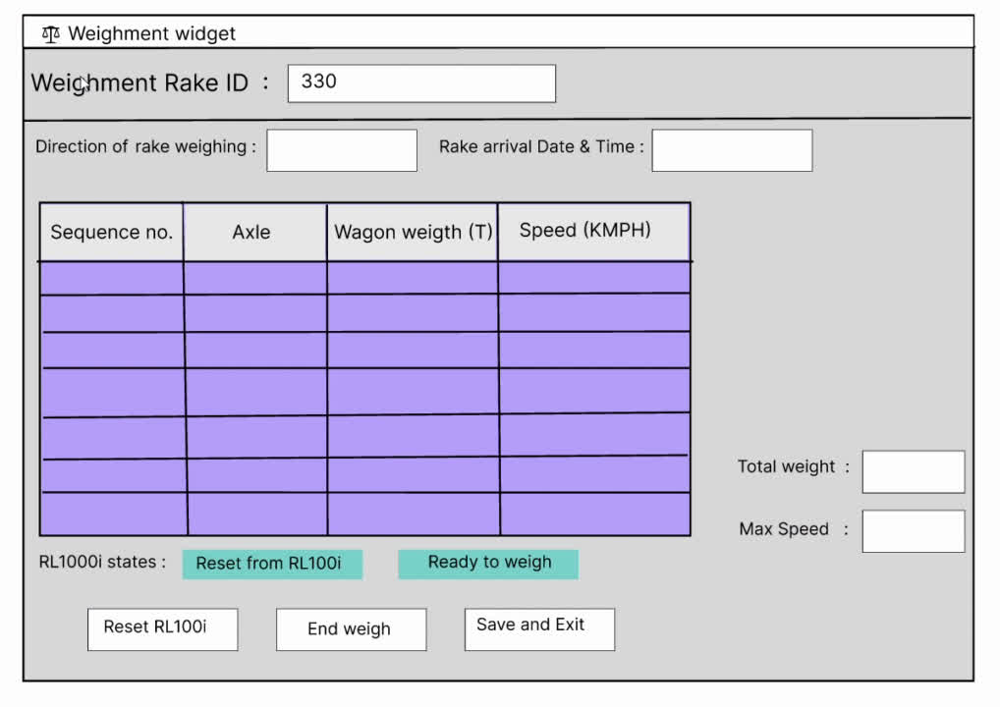 Weighment widget
Weighment Rake ID : 330
Direction of rake weighing : Rake arrival Date & Time :
Sequence no. Axle Wagon weigth (T) Speed (KMPH)
Total weight :
Max Speed :
RL1000i states : Reset from RL100i Ready to weigh
Reset RL100i End weigh Save and Exit